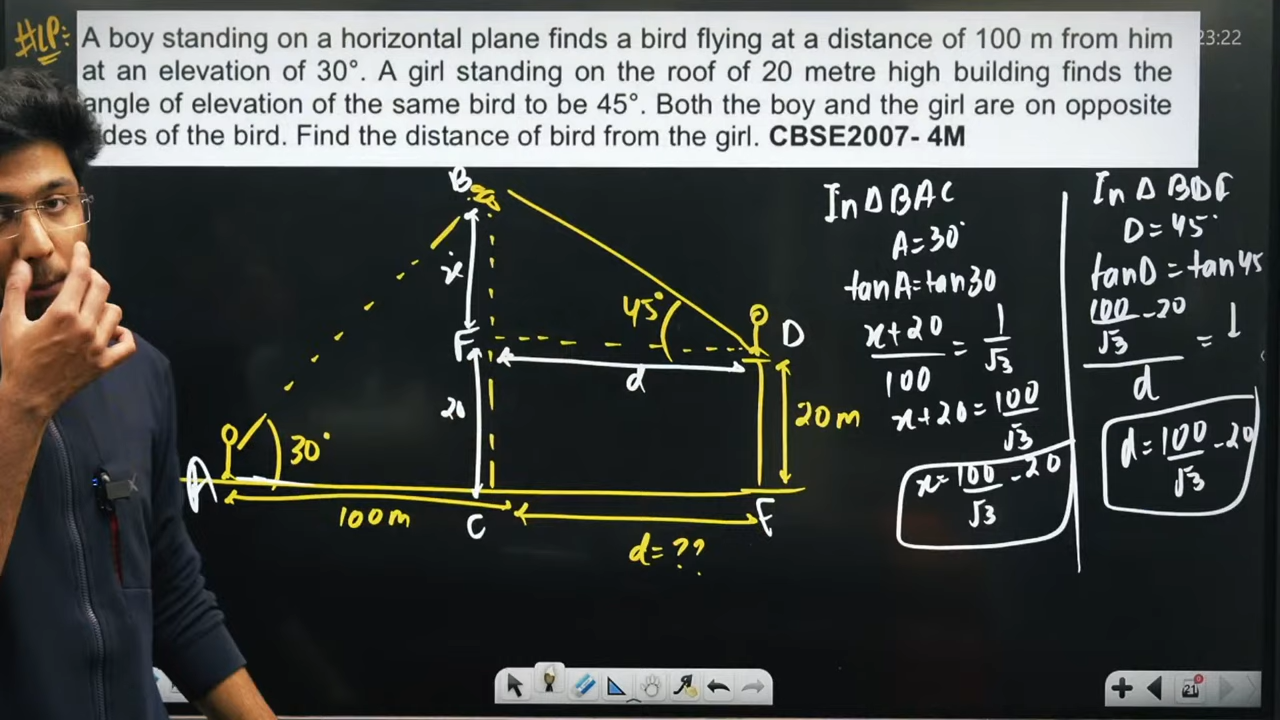 HLP:
A boy standing on a horizontal plane finds a bird flying at a distance of 100 m from him
at an elevation of 30°. A girl standing on the roof of 20 metre high building finds the
angle of elevation of the same bird to be 45°. Both the boy and the girl are on opposite
des of the bird. Find the distance of bird from the girl. CBSE2007- 4M
23:22
B
x
45°
F
D
d
20
20m
30°
A
100m
C
E
d=??
In Δ BAC
A=30°
tanA=tan30
x+20/100 = 1/√3
x+20=100/√3
x=100/√3-20
In Δ BDF
D=45°
tanD=tan45
100/√3-20/d = 1
d=100/√3-20
21